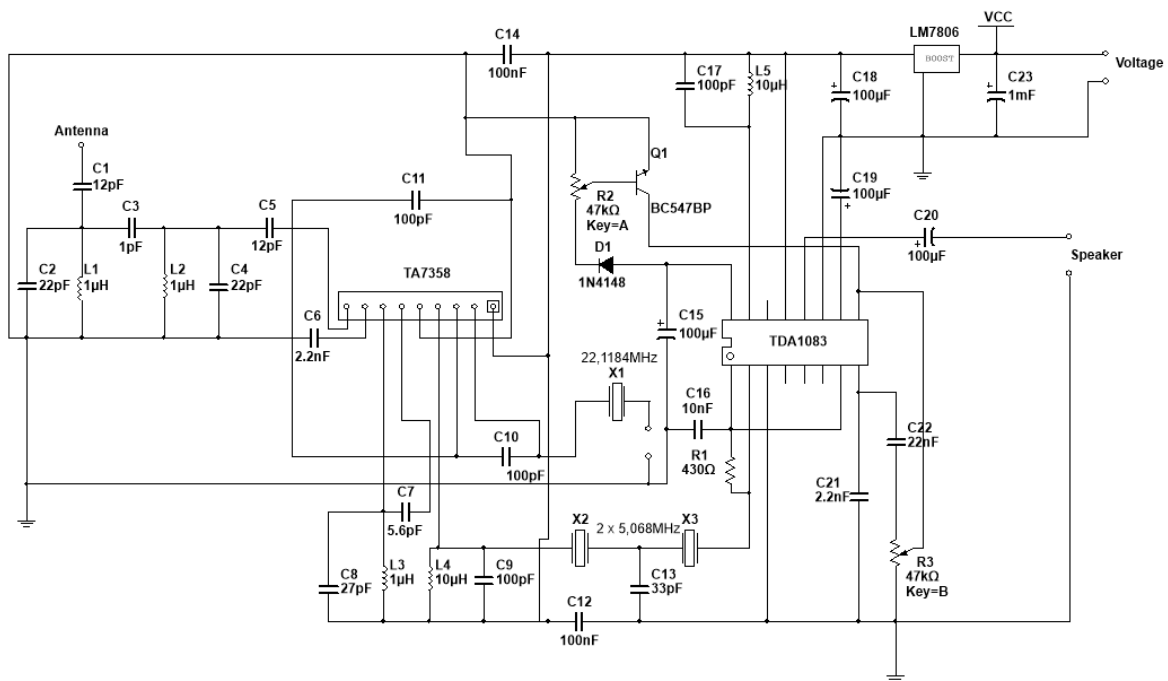 C14
100nF
C17
100pF
L5
10µH
C18
100µF
LM7806
BOOST
VCC
C23
1mF
Voltage
Antenna
C1
12pF
C3
1pF
C5
12pF
C11
100pF
R2
47kΩ
Key=A
Q1
BC547BP
C19
100µF
C20
100µF
Speaker
C2
22pF
L1
1µH
L2
1µH
C4
22pF
TA7358
D1
1N4148
C6
2.2nF
C15
100µF
TDA1083
22,1184MHz
X1
C16
10nF
C10
100pF
R1
430Ω
C22
22nF
C21
2.2nF
C7
5.6pF
X2
2 x 5,068MHz
X3
C8
27pF
L3
1µH
L4
10µH
C9
100pF
C13
33pF
R3
47kΩ
Key=B
C12
100nF